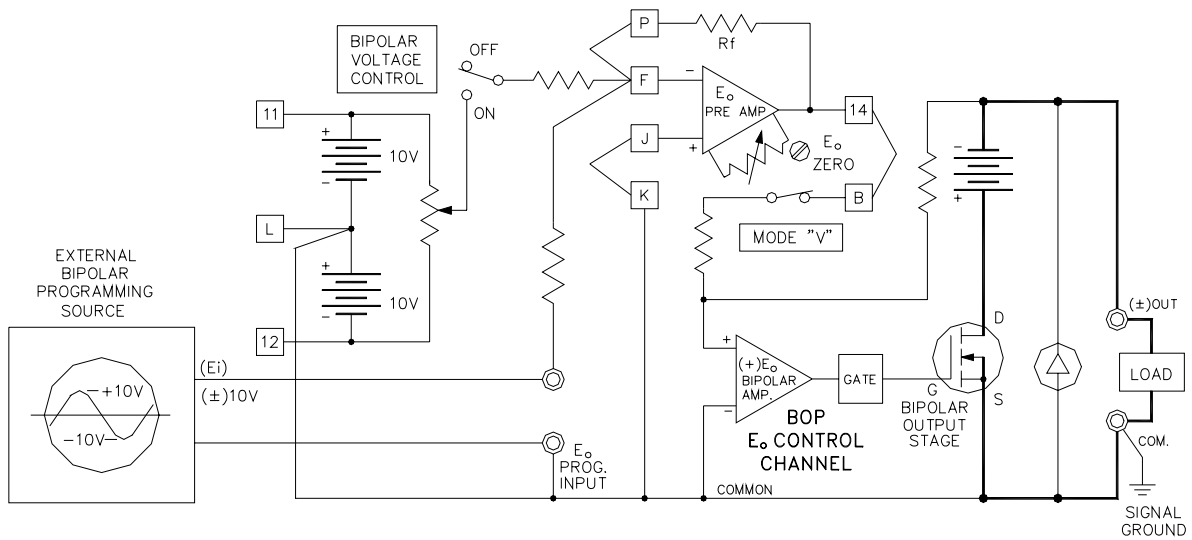 BIPOLAR
VOLTAGE
CONTROL
OFF
ON
P
Rf
F
–
Eo
PRE AMP
14
J
+
Eo
ZERO
K
B
MODE "V"
11
+
10V
–
L
+
10V
–
12
–
+
EXTERNAL
BIPOLAR
PROGRAMMING
SOURCE
–+10V
–10V–
(Ei)
(±)10V
Eo
PROG.
INPUT
+
(+)Eo
BIPOLAR
AMP.
–
GATE
BOP
Eo CONTROL
CHANNEL
D
G
S
BIPOLAR
OUTPUT
STAGE
(±)OUT
LOAD
COM.
COMMON
SIGNAL
GROUND